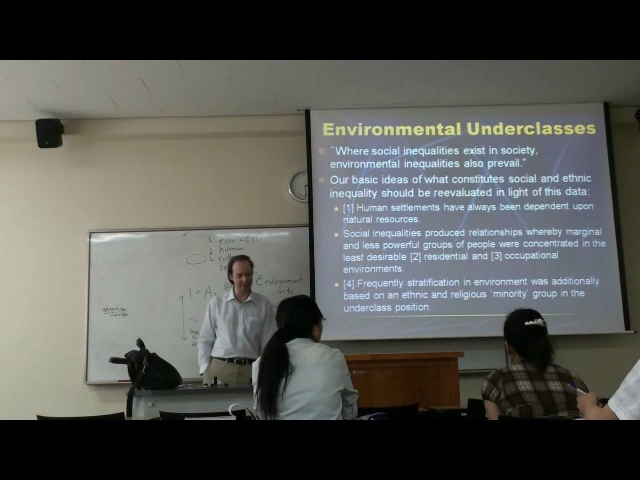 Environmental Underclasses
"Where social inequalities exist in society,
environmental inequalities also prevail."
Our basic ideas of what constitutes social and ethnic
inequality should be reevaluated in light of this data:
[1] Human settlements have always been dependent upon
natural resources.
Social inequalities produced relationships whereby marginal
and less powerful groups of people were concentrated in the
least desirable [2] residential and [3] occupational
environments.
[4] Frequently stratification in environment was additionally
based on an ethnic and religious 'minority' group in the
underclass position.
human
Environment